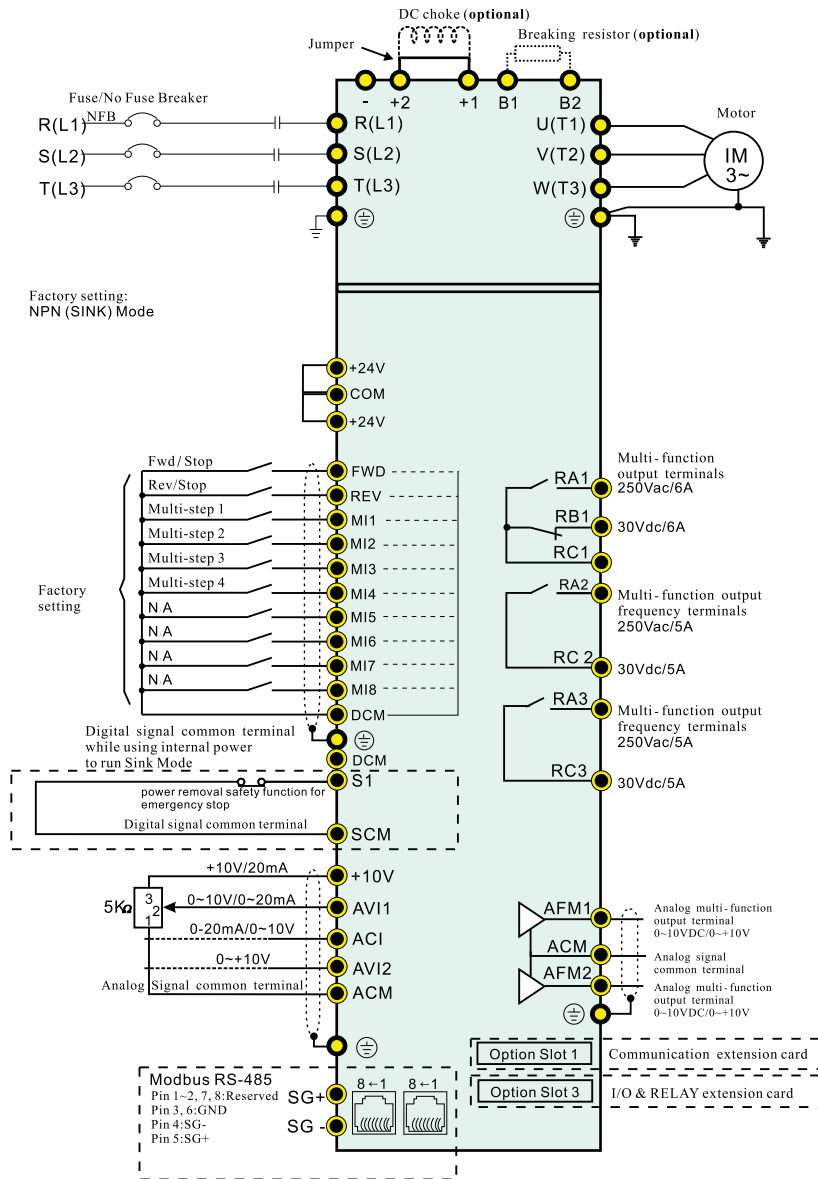 DC choke (optional)
Jumper
Breaking resistor (optional)
- +2 +1 B1 B2
Fuse/No Fuse Breaker
R(L1) NFB R(L1)
S(L2) S(L2)
T(L3) T(L3)
U(T1)
V(T2)
W(T3)
Motor
IM
3~
Factory setting:
NPN (SINK) Mode
+24V
COM
+24V
Fwd/Stop FWD
Rev/Stop REV
Multi-step 1 MI1
Multi-step 2 MI2
Multi-step 3 MI3
Multi-step 4 MI4
N A MI5
N A MI6
N A MI7
N A MI8
DCM
Factory
setting
Digital signal common terminal
while using internal power
to run Sink Mode
DCM
S1
power removal safety function for
emergency stop
Digital signal common terminal
SCM
+10V/20mA +10V
5KΩ
3
2
1
0~10V/0~20mA AVI1
0-20mA/0~10V ACI
0~+10V AVI2
Analog Signal common terminal ACM
Modbus RS-485
Pin 1~2, 7, 8:Reserved
Pin 3, 6:GND
Pin 4:SG-
Pin 5:SG+
SG+
SG -
8←1 8←1
RA1
RB1
RC1
Multi-function
output terminals
250Vac/6A
30Vdc/6A
RA2
RC 2
Multi-function output
frequency terminals
250Vac/5A
30Vdc/5A
RA3
RC3
Multi-function output
frequency terminals
250Vac/5A
30Vdc/5A
AFM1
ACM
AFM2
Analog multi-function
output terminal
0~10VDC/0~+10V
Analog signal
common terminal
Analog multi-function
output terminal
0~10VDC/0~+10V
Option Slot 1 Communication extension card
Option Slot 3 I/O & RELAY extension card